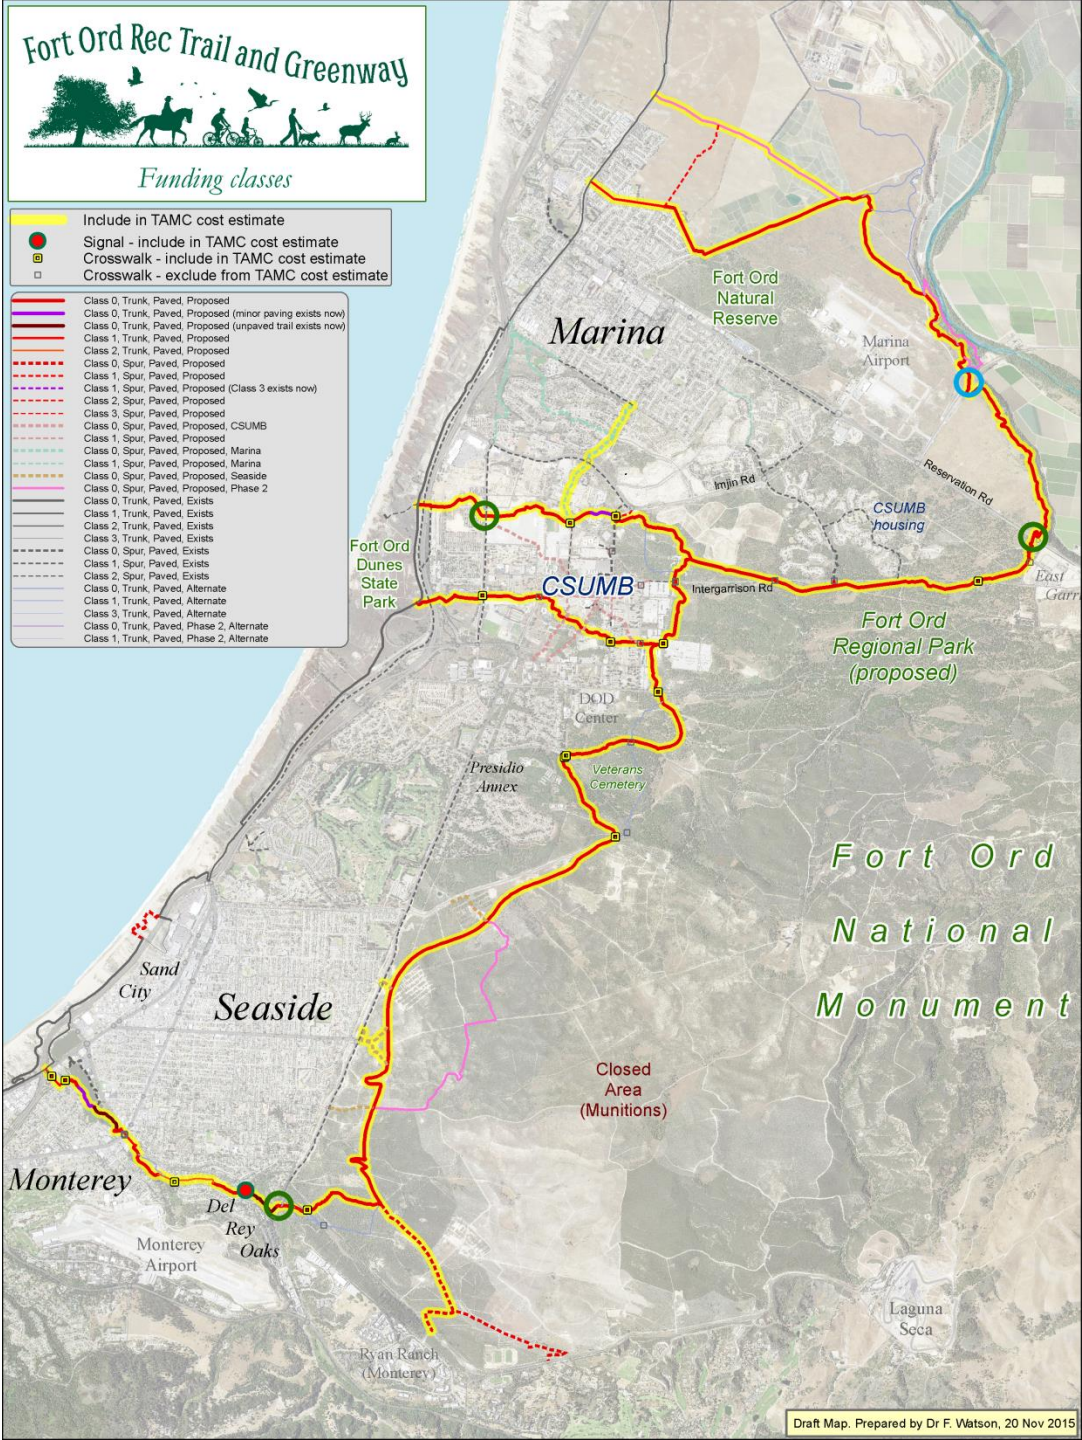 Fort Ord Rec Trail and Greenway
Funding classes
Include in TAMC cost estimate
Signal - include in TAMC cost estimate
Crosswalk - include in TAMC cost estimate
Crosswalk - exclude from TAMC cost estimate
Class 0, Trunk, Paved, Proposed
Class 0, Trunk, Paved, Proposed (minor paving exists now)
Class 0, Trunk, Paved, Proposed (unpaved trail exists now)
Class 1, Trunk, Paved, Proposed
Class 2, Trunk, Paved, Proposed
Class 0, Spur, Paved, Proposed
Class 1, Spur, Paved, Proposed
Class 1, Spur, Paved, Proposed (Class 3 exists now)
Class 2, Spur, Paved, Proposed
Class 3, Spur, Paved, Proposed
Class 0, Spur, Paved, Proposed, CSUMB
Class 1, Spur, Paved, Proposed
Class 0, Spur, Paved, Proposed, Marina
Class 1, Spur, Paved, Proposed, Marina
Class 0, Spur, Paved, Proposed, Seaside
Class 0, Spur, Paved, Proposed, Phase 2
Class 0, Trunk, Paved, Exists
Class 1, Trunk, Paved, Exists
Class 2, Trunk, Paved, Exists
Class 3, Trunk, Paved, Exists
Class 0, Spur, Paved, Exists
Class 1, Spur, Paved, Exists
Class 2, Spur, Paved, Exists
Class 0, Trunk, Paved, Alternate
Class 1, Trunk, Paved, Alternate
Class 3, Trunk, Paved, Alternate
Class 0, Trunk, Paved, Phase 2, Alternate
Class 1, Trunk, Paved, Phase 2, Alternate
Fort Ord
Natural
Reserve
Marina
Marina
Airport
Imjin Rd
Reservation Rd
CSUMB
housing
Fort Ord
Dunes
State
Park
CSUMB
Intergarrison Rd
East
Garri
Fort Ord
Regional Park
(proposed)
DOD
Center
Presidio
Annex
Veterans
Cemetery
Fort Ord
National
Monument
Sand
City
Seaside
Closed
Area
(Munitions)
Monterey
Del
Rey
Oaks
Monterey
Airport
Laguna
Seca
Ryan Ranch
(Monterey)
Draft Map. Prepared by Dr F. Watson, 20 Nov 2015